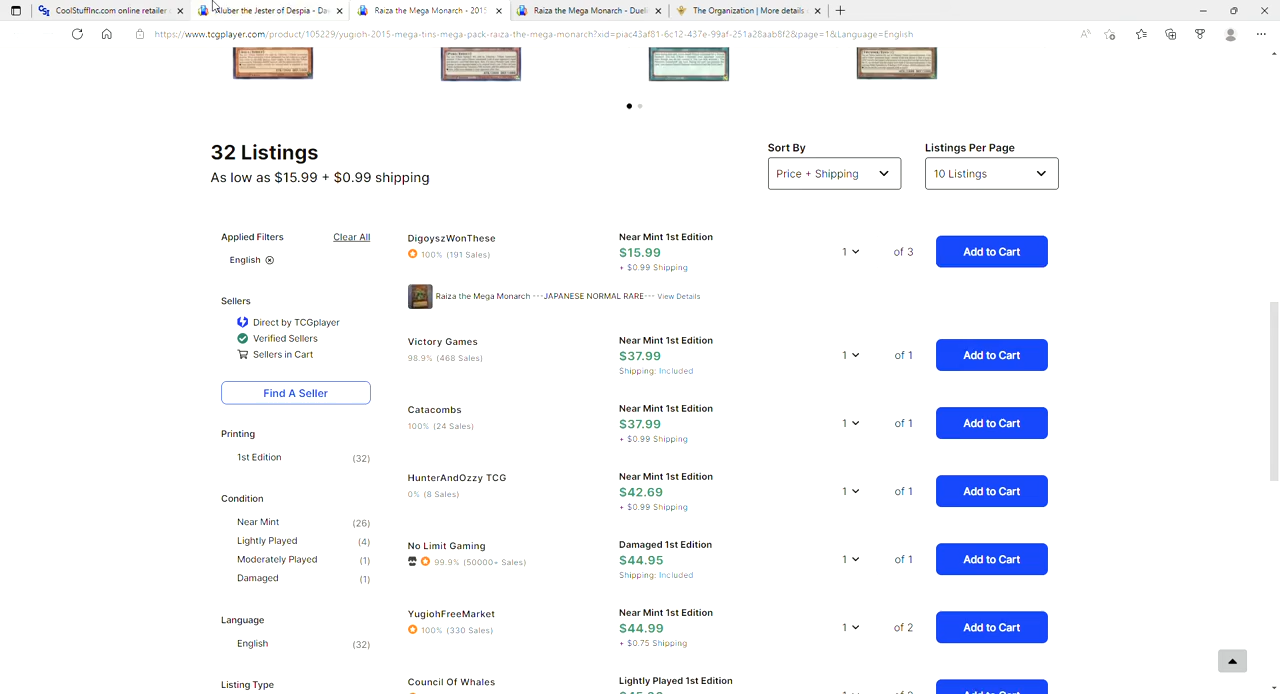 CoolStuffInc.com online retailer
Aluber the Jester of Despia - Da
Raiza the Mega Monarch - 2015
Raiza the Mega Monarch - Duel
The Organization | More details
https://www.tcgplayer.com/product/105229/yugioh-2015-mega-tins-mega-pack-raiza-the-mega-monarch?xid=piac43af81-6c12-437e-99af-251a28aab8f2&page=1&Language=English
32 Listings
As low as $15.99 + $0.99 shipping
Sort By
Price + Shipping
Listings Per Page
10 Listings
Applied Filters
Clear All
English
Sellers
Direct by TCGplayer
Verified Sellers
Sellers in Cart
Find A Seller
Printing
1st Edition (32)
Condition
Near Mint (26)
Lightly Played (4)
Moderately Played (1)
Damaged (1)
Language
English (32)
Listing Type
DigoyszWonThese
100% (191 Sales)
Near Mint 1st Edition
$15.99
+ $0.99 Shipping
1 of 3
Add to Cart
Raiza the Mega Monarch ---JAPANESE NORMAL RARE--- View Details
Victory Games
98.9% (468 Sales)
Near Mint 1st Edition
$37.99
Shipping: Included
1 of 1
Add to Cart
Catacombs
100% (24 Sales)
Near Mint 1st Edition
$37.99
+ $0.99 Shipping
1 of 1
Add to Cart
HunterAndOzzy TCG
0% (8 Sales)
Near Mint 1st Edition
$42.69
+ $0.99 Shipping
1 of 1
Add to Cart
No Limit Gaming
99.9% (50000+ Sales)
Damaged 1st Edition
$44.95
Shipping: Included
1 of 1
Add to Cart
YugiohFreeMarket
100% (330 Sales)
Near Mint 1st Edition
$44.99
+ $0.75 Shipping
1 of 2
Add to Cart
Council Of Whales
Lightly Played 1st Edition